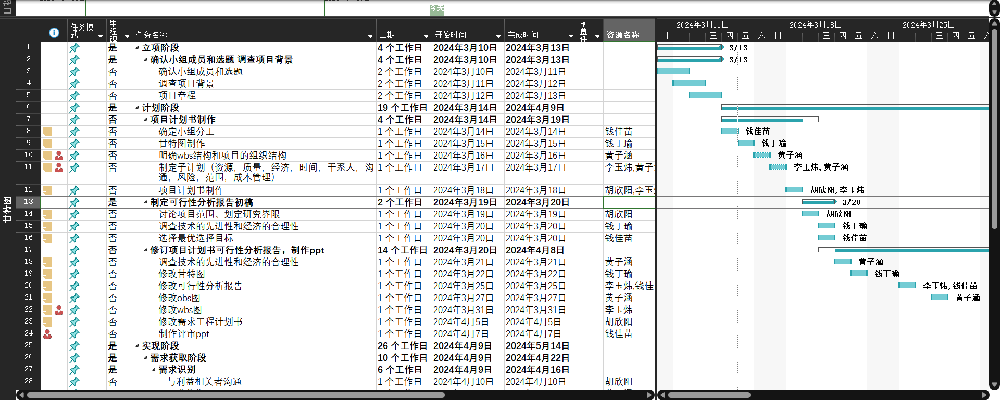 日程
今天
甘特图
任务模式 里程碑 任务名称 工期 开始时间 完成时间 前置任 资源名称
2024年3月11日 2024年3月18日 2024年3月25日
日 一 二 三 四 五 六 日 一 二 三 四 五 六 日 一 二 三 四 五 六
1 是 立项阶段 4 个工作日 2024年3月10日 2024年3月13日 3/13
2 是 确认小组成员和选题 调查项目背景 4 个工作日 2024年3月10日 2024年3月13日 3/13
3 否 确认小组成员和选题 2 个工作日 2024年3月10日 2024年3月11日
4 否 调查项目背景 2 个工作日 2024年3月11日 2024年3月12日
5 否 项目章程 2 个工作日 2024年3月12日 2024年3月13日
6 是 计划阶段 19 个工作日 2024年3月14日 2024年4月9日
7 否 项目计划书制作 4 个工作日 2024年3月14日 2024年3月19日
8 否 确定小组分工 1 个工作日 2024年3月14日 2024年3月14日 钱佳苗 钱佳苗
9 否 甘特图制作 1 个工作日 2024年3月15日 2024年3月15日 钱丁瑜 钱丁瑜
10 否 明确wbs结构和项目的组织结构 1 个工作日 2024年3月16日 2024年3月16日 黄子涵 黄子涵
11 否 制定子计划（资源，质量，经济，时间，干系人，沟 1 个工作日 2024年3月17日 2024年3月17日 李玉炜,黄子 李玉炜,黄子涵
通，风险，范围，成本管理）
12 否 项目计划书制作 1 个工作日 2024年3月18日 2024年3月18日 胡欣阳,李玉 胡欣阳,李玉炜
13 是 制定可行性分析报告初稿 2 个工作日 2024年3月19日 2024年3月20日 3/20
14 否 讨论项目范围、划定研究界限 1 个工作日 2024年3月19日 2024年3月19日 胡欣阳 胡欣阳
15 否 调查技术的先进性和经济的合理性 1 个工作日 2024年3月20日 2024年3月20日 钱丁瑜 钱丁瑜
16 否 选择最优选择目标 1 个工作日 2024年3月20日 2024年3月20日 钱佳苗 钱佳苗
17 否 修订项目计划书可行性分析报告，制作ppt 14 个工作日 2024年3月20日 2024年4月8日
18 否 调查技术的先进性和经济的合理性 1 个工作日 2024年3月21日 2024年3月21日 黄子涵 黄子涵
19 否 修改甘特图 1 个工作日 2024年3月22日 2024年3月22日 钱丁瑜 钱丁瑜
20 否 修改可行性分析报告 1 个工作日 2024年3月25日 2024年3月25日 李玉炜,钱佳 李玉炜,钱佳苗
21 否 修改obs图 1 个工作日 2024年3月27日 2024年3月27日 黄子涵 黄子涵
22 否 修改wbs图 1 个工作日 2024年3月31日 2024年3月31日 李玉炜
23 否 修改需求工程计划书 1 个工作日 2024年4月5日 2024年4月5日 胡欣阳
24 否 制作评审ppt 1 个工作日 2024年4月7日 2024年4月7日 钱佳苗
25 是 实现阶段 26 个工作日 2024年4月9日 2024年5月14日
26 是 需求获取阶段 10 个工作日 2024年4月9日 2024年4月22日
27 是 需求识别 6 个工作日 2024年4月9日 2024年4月16日
28 否 与利益相关者沟通 1 个工作日 2024年4月10日 2024年4月10日 胡欣阳